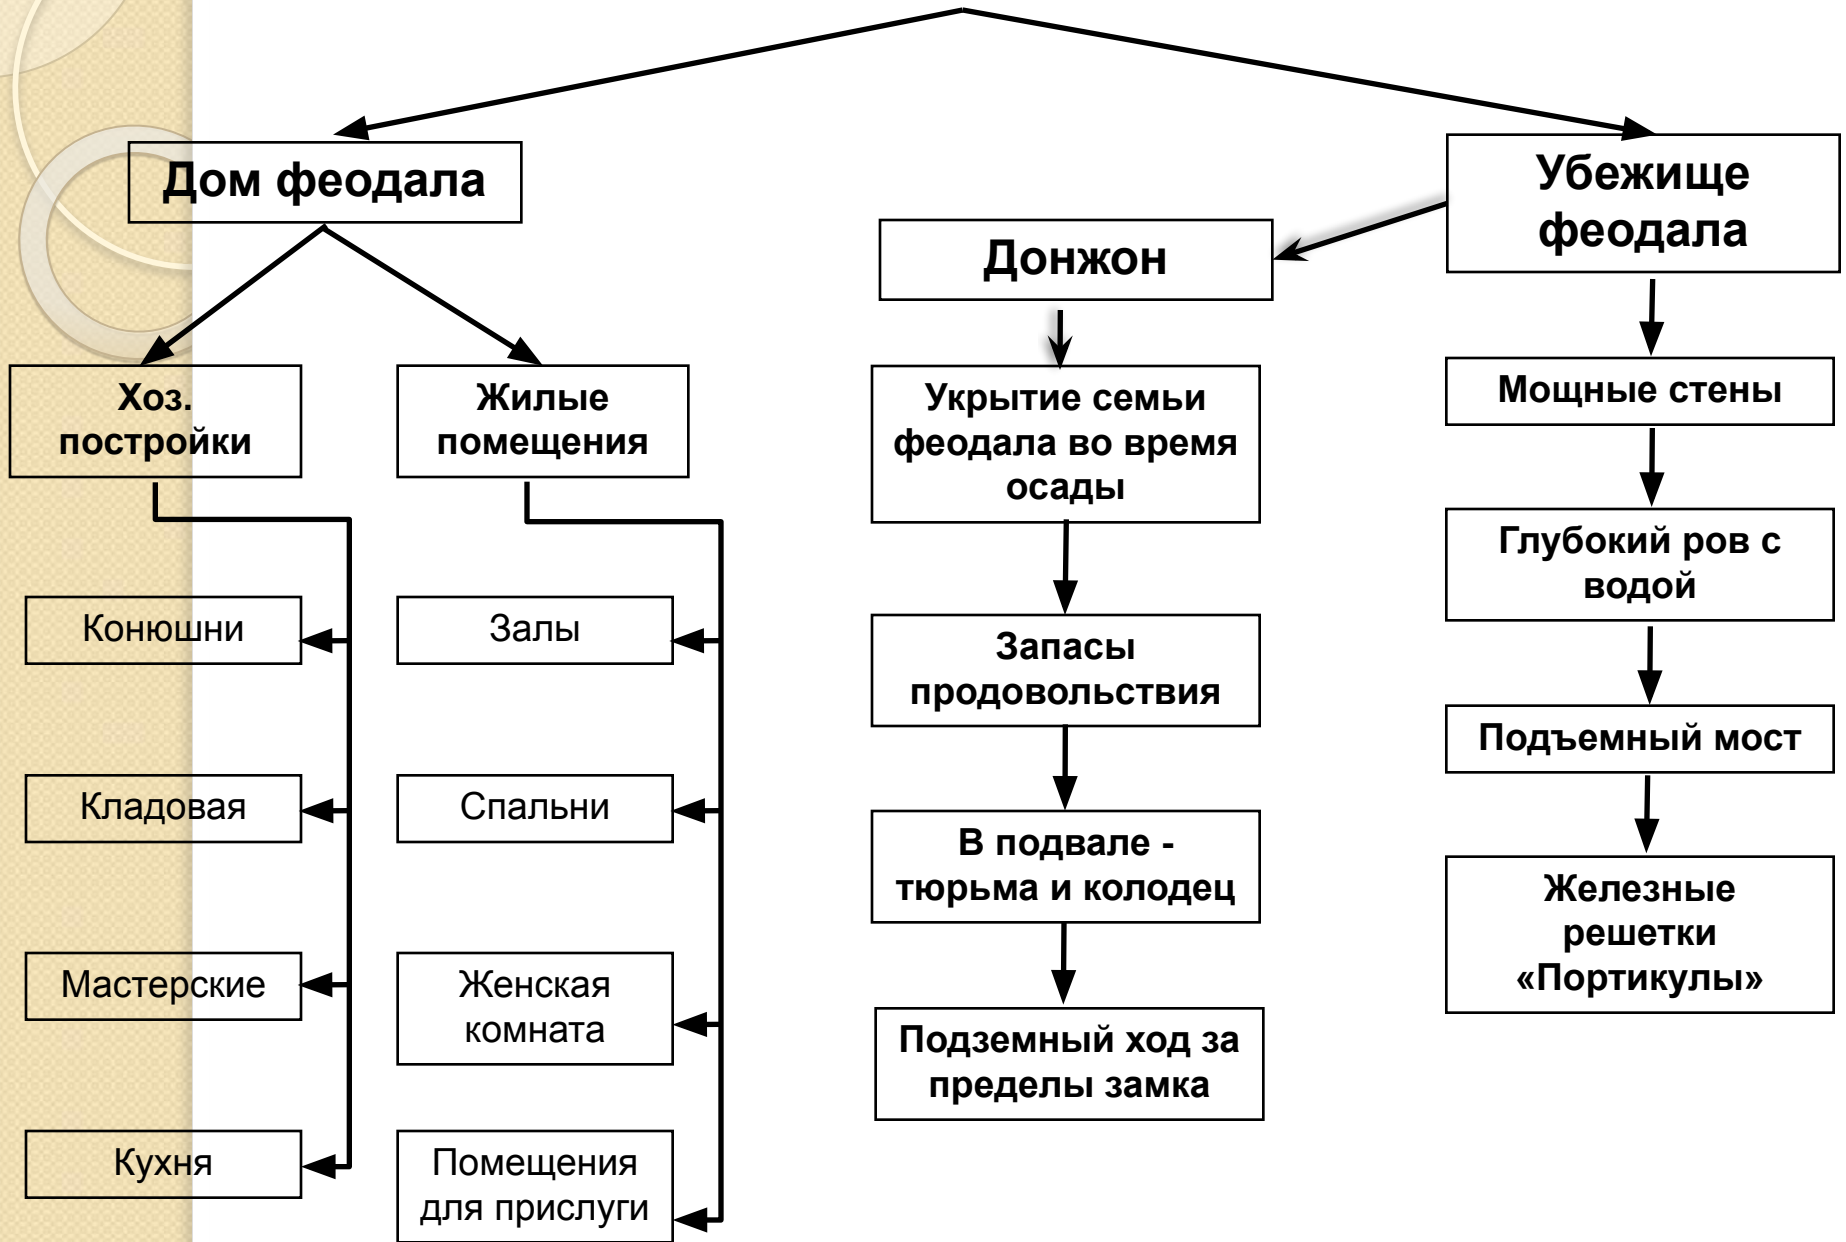 Дом феодала
Хоз.
постройки
Конюшни
Кладовая
Мастерские
Кухня
Жилые
помещения
Залы
Спальни
Женская
комната
Помещения
для прислуги
Убежище
феодала
Донжон
Укрытие семьи
феодала во время
осады
Запасы
продовольствия
В подвале -
тюрьма и колодец
Подземный ход за
пределы замка
Мощные стены
Глубокий ров с
водой
Подъемный мост
Железные
решетки
«Портикулы»